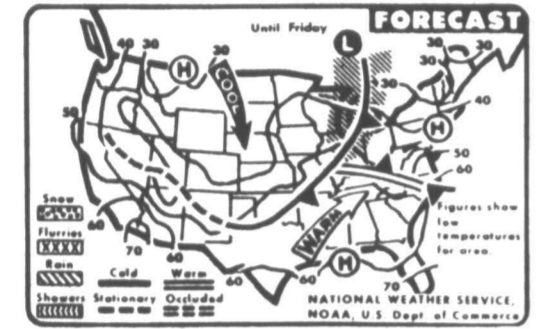 FORECAST
Until Friday
L
40 30
H
30
COOL
30
30
30
30
40
H
50
50
60
Snow
Flurries
XXXX
Rain
Showers
60
70
60
Cold
Warm
Stationary
Occluded
WARM
H
60
60
70
Figures show
low
temperatures
for area.
NATIONAL WEATHER SERVICE,
NOAA, U.S. Dept of Commerce